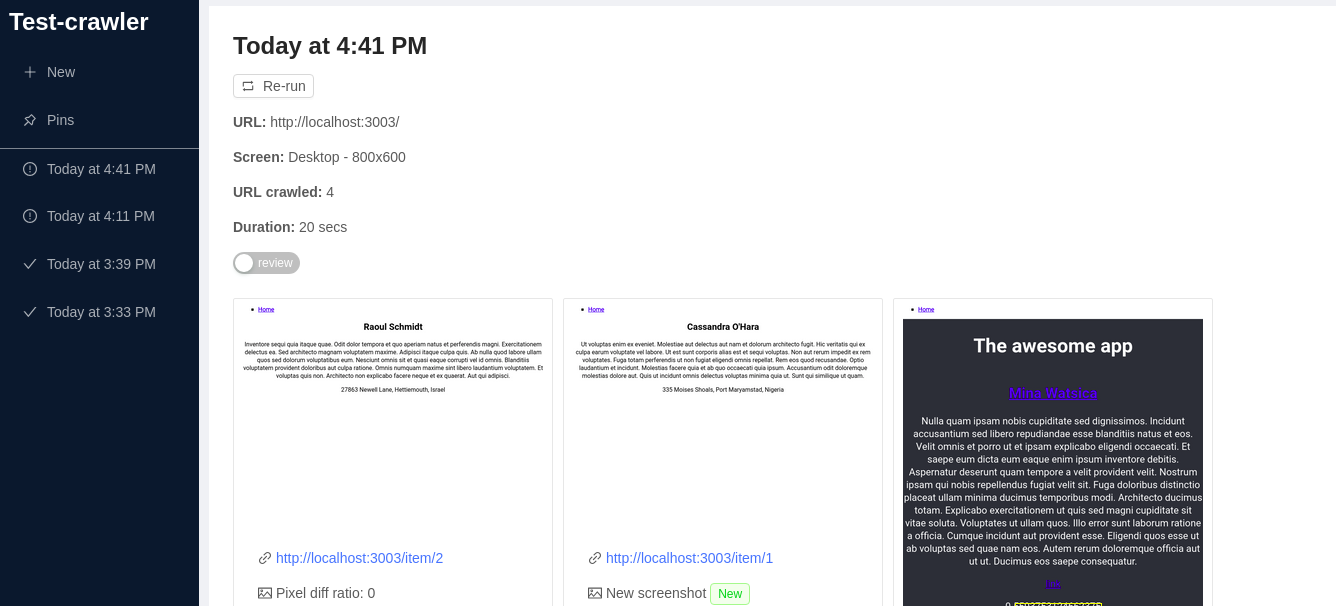 Test-crawler
New
Pins
Today at 4:41 PM
Today at 4:11 PM
Today at 3:39 PM
Today at 3:33 PM
Today at 4:41 PM
Re-run
URL: http://localhost:3003/
Screen: Desktop - 800x600
URL crawled: 4
Duration: 20 secs
review
Home
Raoul Schmidt
Inventore sequi quia itaque quae. Odit dolor tempora et quo aperiam natus et perferendis magni. Exercitationem
delectus ea. Sed architecto magnam voluptatem maxime. Adipisci itaque culpa quis. Ab nulla quod labore ullam
quos sed dolorum voluptatibus eum. Nesciunt omnis sit et quasi eaque corrupti vel id omnis. Blanditiis
voluptatem provident doloribus aut culpa ratione. Omnis numquam maxime sint libero laudantium voluptatem. Et
voluptas quis non. Architecto non explicabo facere neque et ex quaerat. Aut qui adipisci.
27863 Newell Lane, Hettiemouth, Israel
http://localhost:3003/item/2
Pixel diff ratio: 0
Home
Cassandra O'Hara
Ut voluptas enim ex eveniet. Molestiae aut delectus aut nam et dolorum architecto fugit. Hic veritatis qui ex
culpa earum voluptate vel labore. Ut est sunt corporis alias est et sequi voluptas. Non aut rerum impedit ex rem
voluptas. Fuga totam perferendis ut non fugiat eligendi omnis repellat. Rem eos quod recusandae. Optio
laudantium et incidunt. Molestias facere quia et ab quo occaecati quia ipsum. Accusantium odit doloremque
molestias dolore aut. Quis ut incidunt omnis delectus voluptas minima quia ut. Sunt qui similique ut quam.
335 Moises Shoals, Port Maryamstad, Nigeria
http://localhost:3003/item/1
New screenshot New
Home
The awesome app
Mina Watsica
Nulla quam ipsam nobis cupiditate sed dignissimos. Incidunt
accusantium sed libero repudiandae esse blanditiis natus et eos.
Velit omnis et porro ut et ipsam explicabo eligendi occaecati. Et
saepe eum dicta eum eaque enim ipsum inventore debitis.
Aspernatur deserunt quam tempore a velit provident velit. Nostrum
ipsam qui nobis repellendus fugiat velit sit. Fuga doloribus distinctio
placeat ullam minima ducimus temporibus modi. Architecto ducimus
totam. Explicabo exercitationem ut quis sed magni cupiditate sit
vitae soluta. Voluptates ut ullam quos. Illo error sunt laborum ratione
a officia. Cumque incidunt aut provident esse. Eligendi quos esse ut
ab voluptas sed quae nam eos. Autem rerum doloremque officia aut
ut ut. Ducimus eos saepe consequatur.